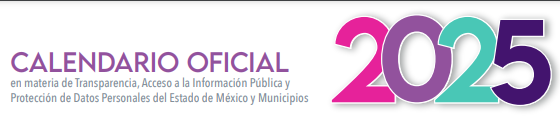 CALENDARIO OFICIAL
en materia de Transparencia, Acceso a la Información Pública y
Protección de Datos Personales del Estado de México y Municipios
2025